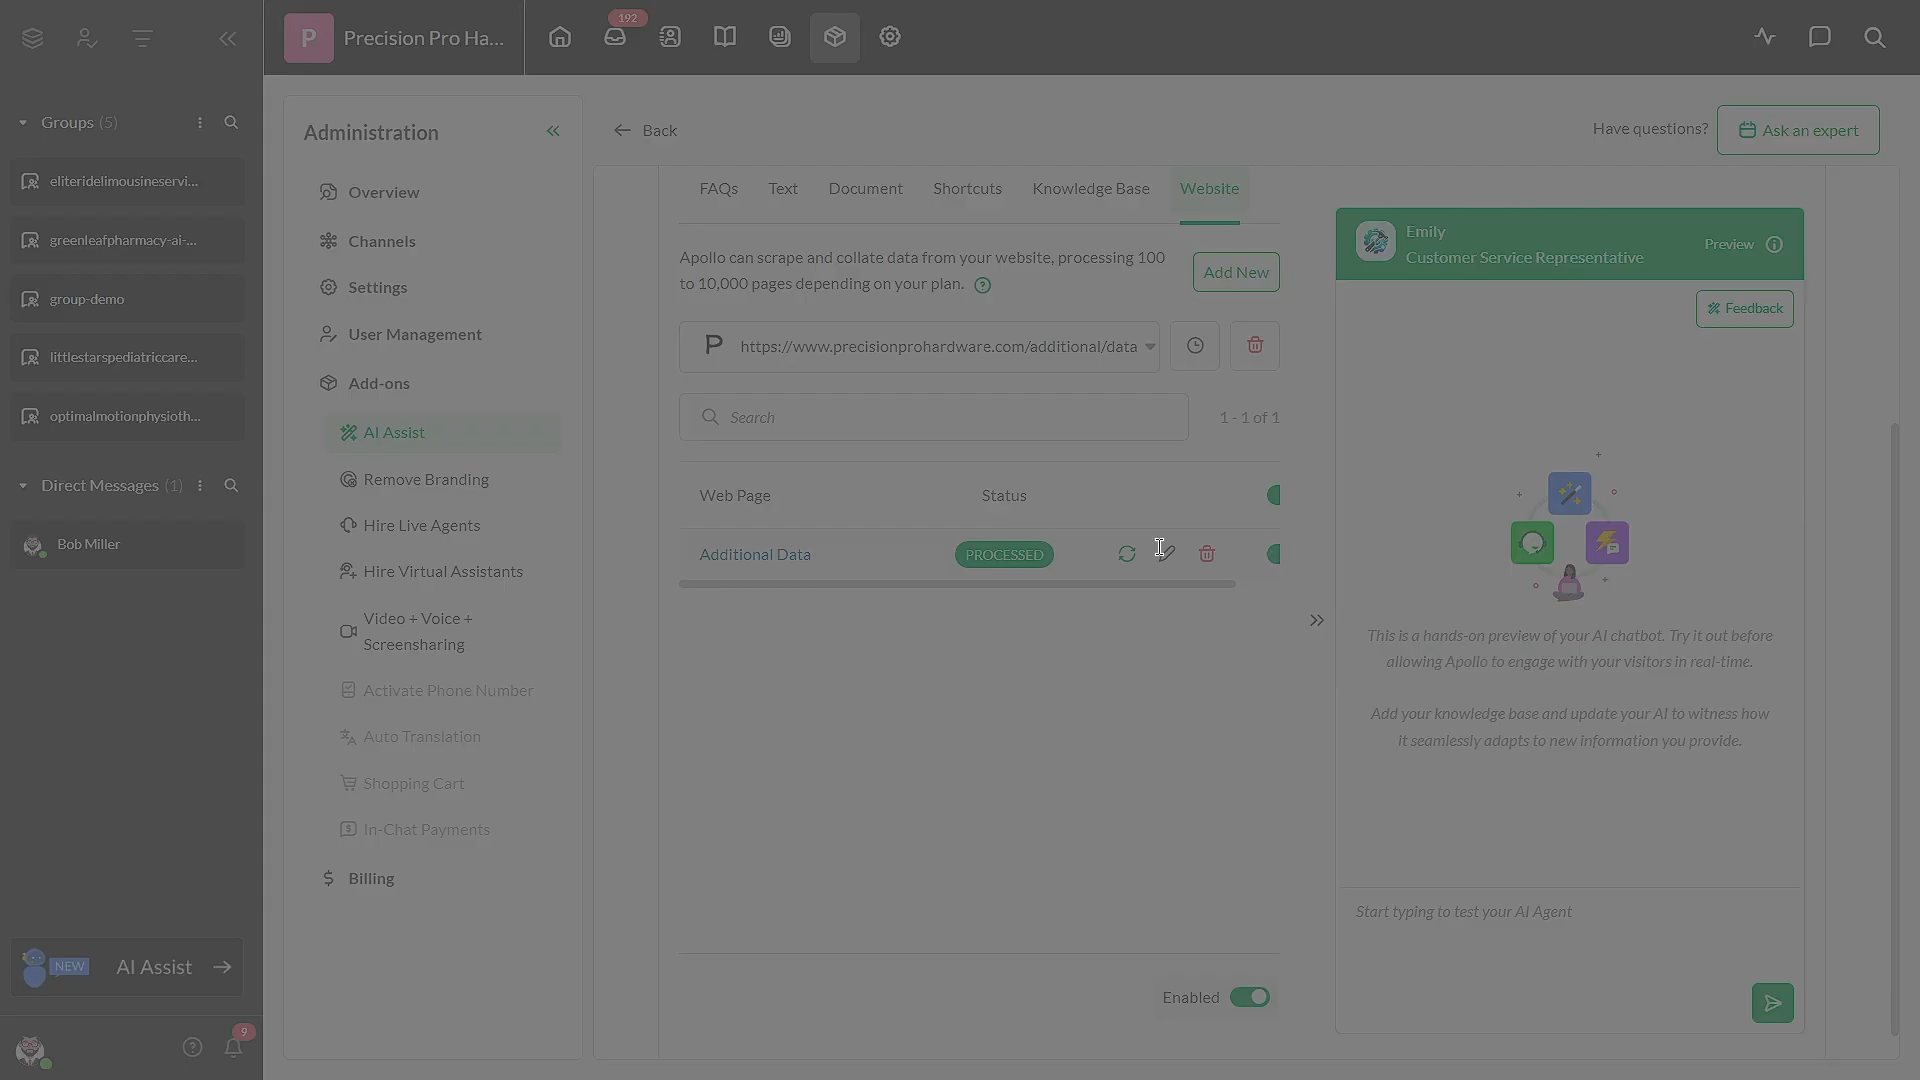 P
Precision Pro Ha...
192
Groups (5)
eliteridelimousineservi...
greenleafpharmacy-ai-...
group-demo
littlestarspediatriccare...
optimalmotionphysioth...
Direct Messages (1)
Bob Miller
NEW
AI Assist
9
Administration
Overview
Channels
Settings
User Management
Add-ons
AI Assist
Remove Branding
Hire Live Agents
Hire Virtual Assistants
Video + Voice +
Screensharing
Activate Phone Number
Auto Translation
Shopping Cart
In-Chat Payments
Billing
Back
Have questions?
Ask an expert
FAQs
Text
Document
Shortcuts
Knowledge Base
Website
Apollo can scrape and collate data from your website, processing 100
to 10,000 pages depending on your plan.
Add New
P
https://www.precisionprohardware.com/additional/data
Search
1 - 1 of 1
Web Page
Status
Additional Data
PROCESSED
Enabled
Emily
Customer Service Representative
Preview
Feedback
This is a hands-on preview of your AI chatbot. Try it out before
allowing Apollo to engage with your visitors in real-time.
Add your knowledge base and update your AI to witness how
it seamlessly adapts to new information you provide.
Start typing to test your AI Agent